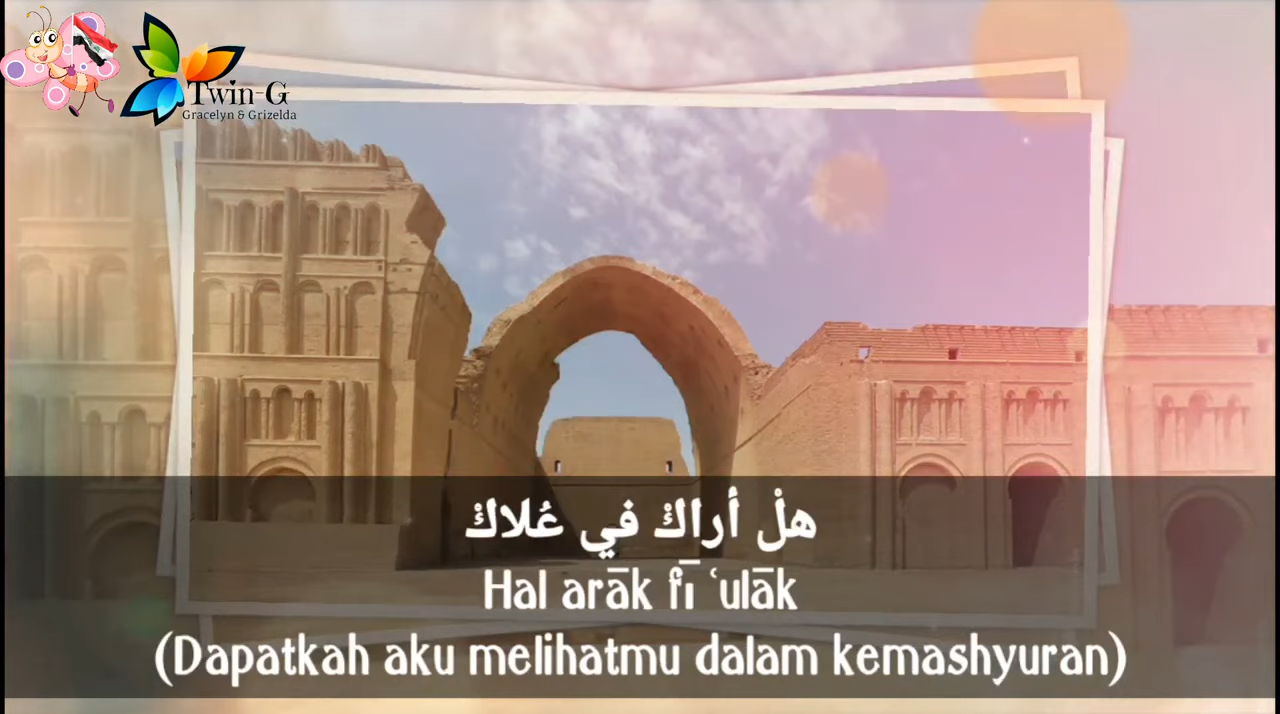 Twin-G
Gracelyn & Grizelda
هلْ أراكْ في عُلاكْ
Hal arāk fī ʿulāk
(Dapatkah aku melihatmu dalam kemashyuran)